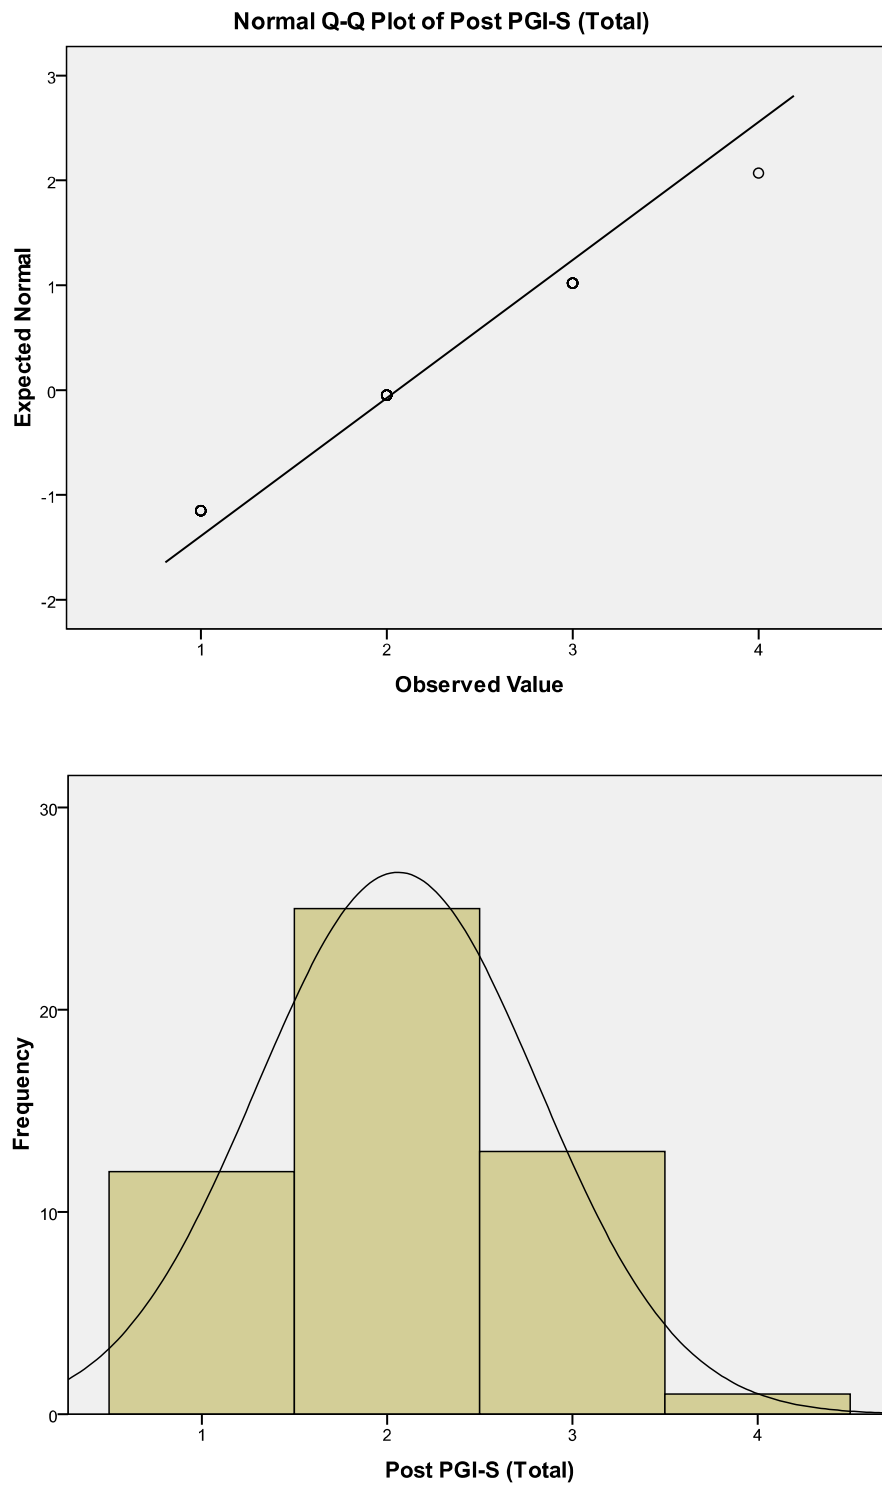 Normal Q-Q Plot of Post PGI-S (Total)
3
2
1
0
-1
-2
Expected Normal
1 2 3 4
Observed Value
30
20
10
0
Frequency
1 2 3 4
Post PGI-S (Total)